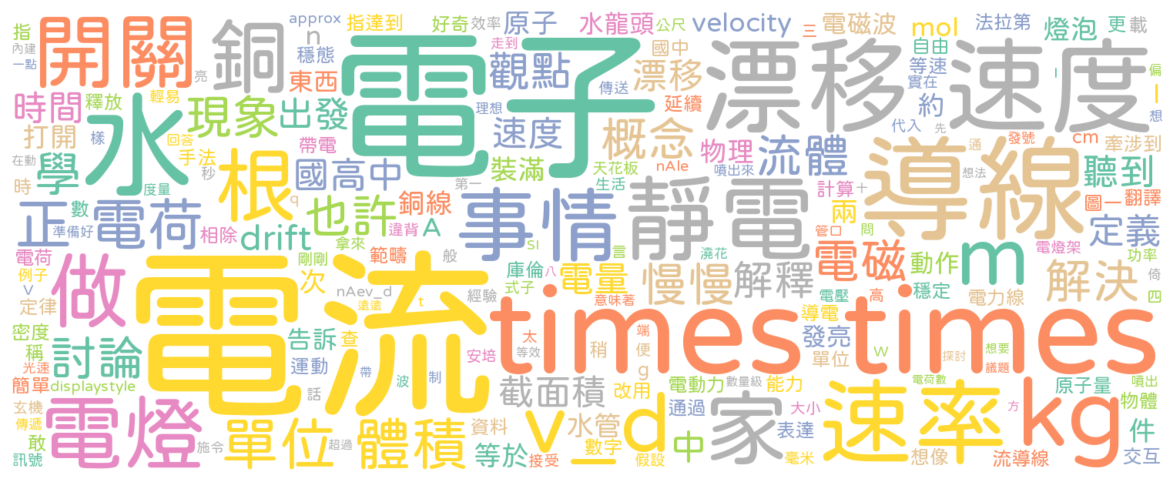 開關
銅
電子
漂移速度
approx
n
指達到
好奇
效率
原子
水龍頭
公尺
velocity
三
電磁波
mol
法拉第
燈泡
更
載
指
內建
一點
東西
穩態
走到
觀點
國中
漂移
傳送
延續
自由
等速
實在
約
l
偏
I
想
時間
釋放
輕易
亮
水
現象
出發
理想
速度
概念
代入
先
發號
cm
牽涉到
打開
樣
回答
手法
秒
帶電
裝滿
天花板
生活
nAle
物理
流體
噴出來
通
想法
導線
聽到
在動
時
學
度量
根
國高中
第一
事情
靜電
計算
+
兩
圖一
翻譯
正
數
準備好
電荷
q
也許
銅線
違背
A
SI
八
言
管口
問
澆花
定義
電荷
相除
drift
拿來
範疇
般
庫倫
式子
電量
慢慢
解釋
電磁
動作
m
電燈架
功率
倚
例子
v
定律
剛剛
次
nAev_d
遠遠
t
經驗
意味著
電壓
高
穩定
電力線
解決
四
做
電流
times
times
導電
發亮
單位
密度
稱
光速
討論
告訴
查
運動
帶
波
安培
制
太
等效
稍
端
便
g
w
探討
想要
議題
kg
簡單
displaystyle
話
截面積
改用
電動力
數量級
能力
電荷數
原子量
噴出
物體
玄機
傳遞
敢
訊號
電燈
施令
單位
超過
體積
資料
等於
接受
v
_
d
水管
數字
假設
通過
中
表達
家
大小
毫米
速率
想像
方
流導線
件
交互